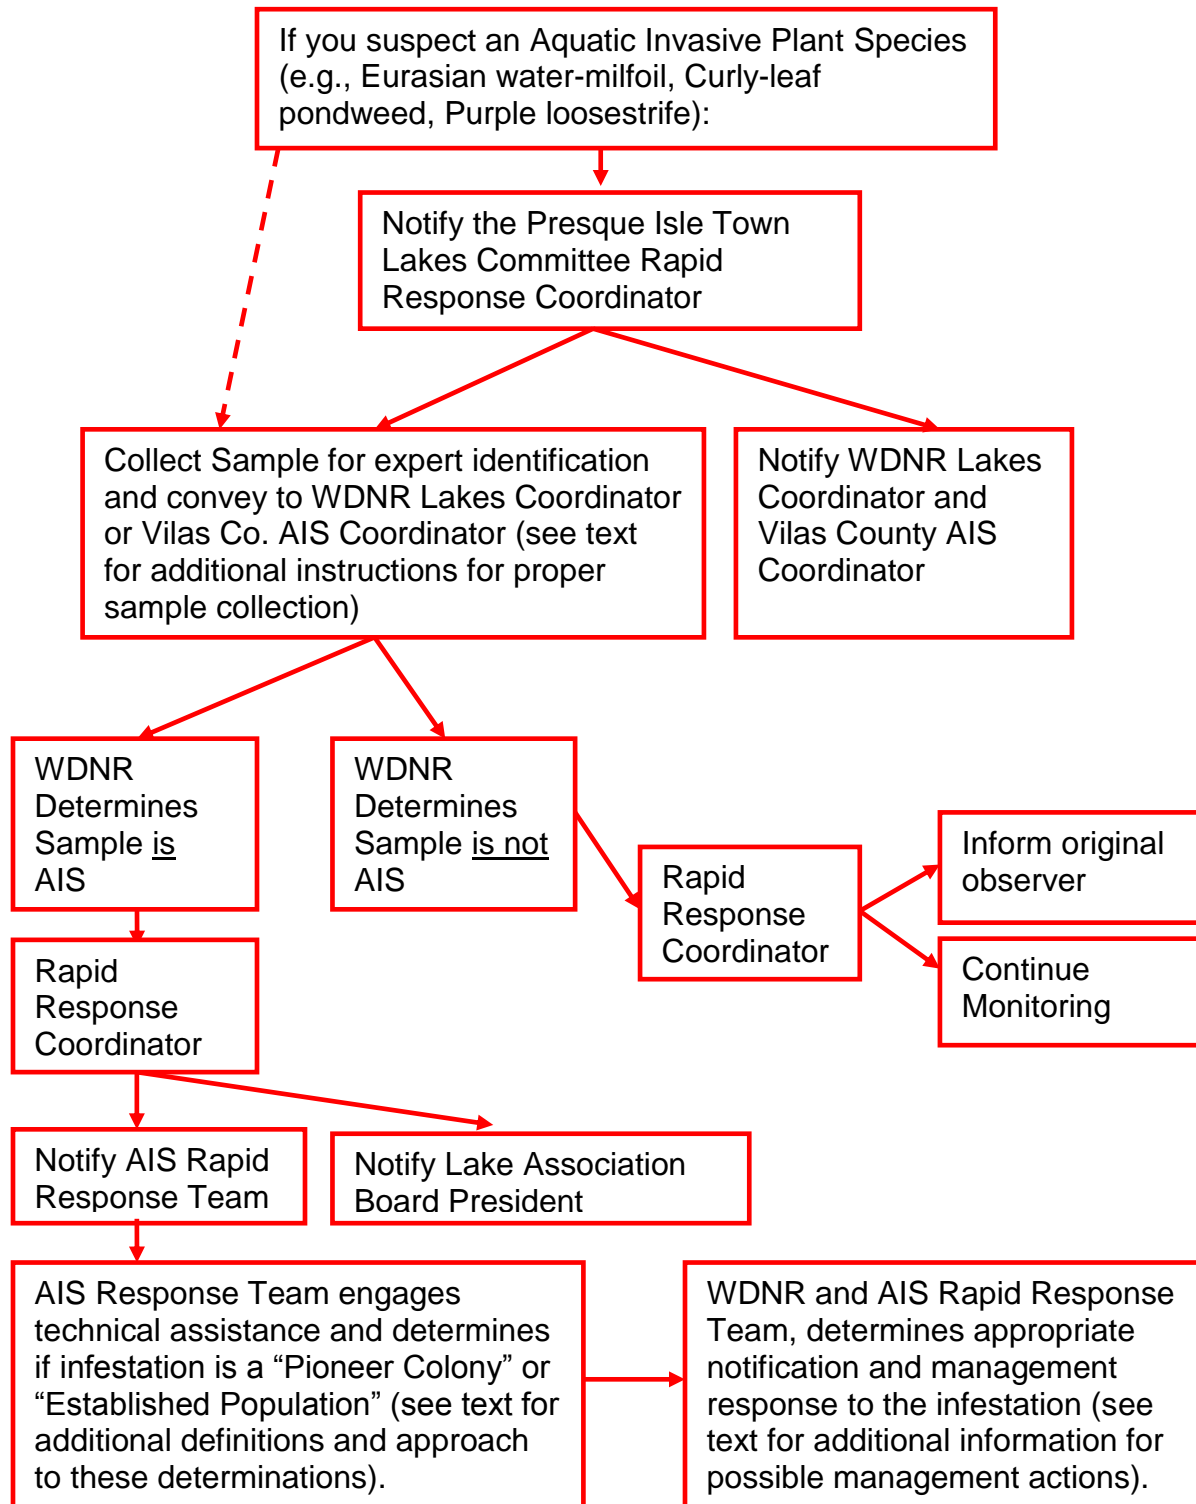 If you suspect an Aquatic Invasive Plant Species
(e.g., Eurasian water-milfoil, Curly-leaf
pondweed, Purple loosestrife):
Notify the Presque Isle Town
Lakes Committee Rapid
Response Coordinator
Collect Sample for expert identification
and convey to WDNR Lakes Coordinator
or Vilas Co. AIS Coordinator (see text
for additional instructions for proper
sample collection)
Notify WDNR Lakes
Coordinator and
Vilas County AIS
Coordinator
WDNR
Determines
Sample is
AIS
WDNR
Determines
Sample is not
AIS
Rapid
Response
Coordinator
Inform original
observer
Continue
Monitoring
Rapid
Response
Coordinator
Notify AIS Rapid
Response Team
Notify Lake Association
Board President
AIS Response Team engages
technical assistance and determines
if infestation is a “Pioneer Colony” or
“Established Population” (see text for
additional definitions and approach
to these determinations).
WDNR and AIS Rapid Response
Team, determines appropriate
notification and management
response to the infestation (see
text for additional information for
possible management actions).